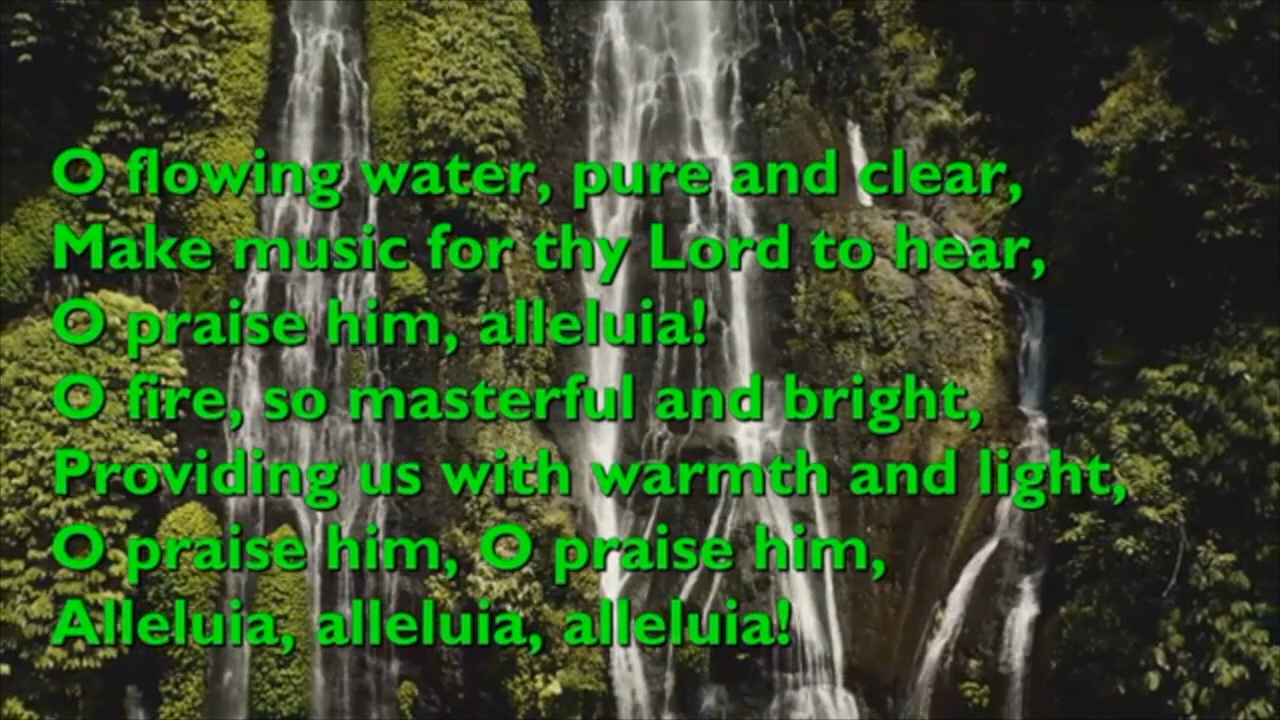 O flowing water, pure and clear,
Make music for thy Lord to hear,
O praise him, alleluia!
O fire, so masterful and bright,
Providing us with warmth and light,
O praise him, O praise him,
Alleluia, alleluia, alleluia!